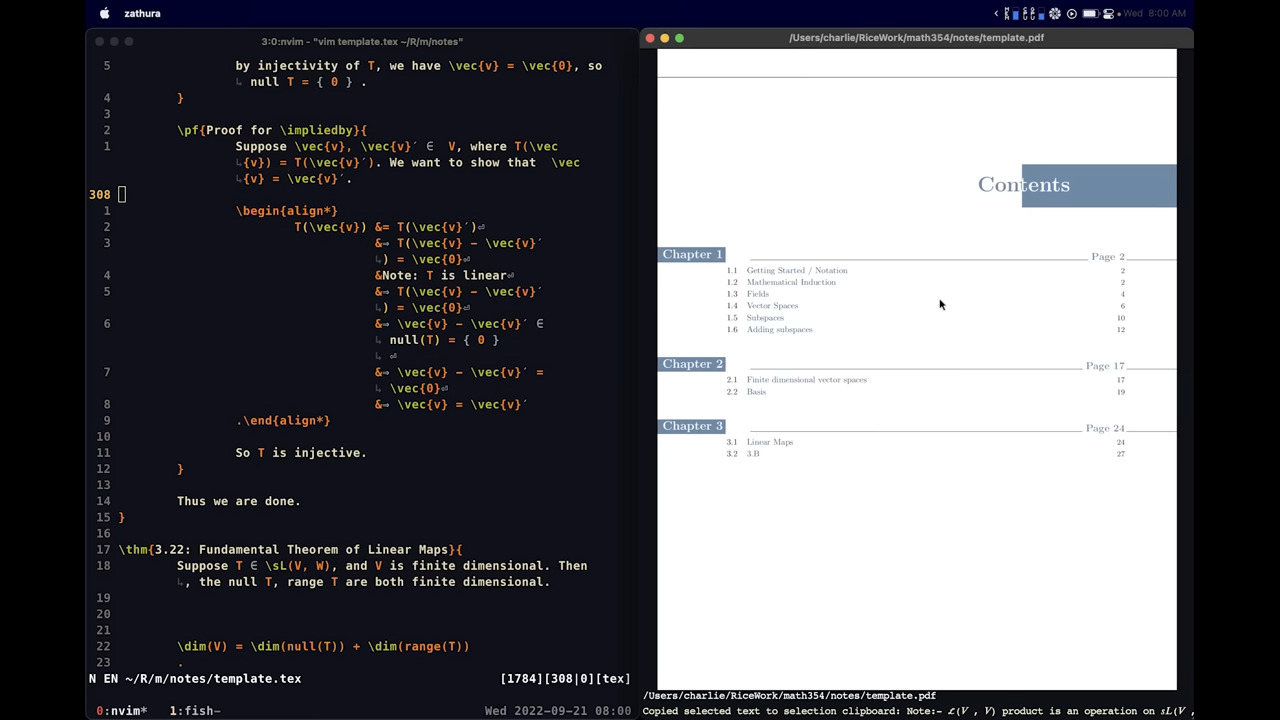 zathura
Wed 8:00 AM
3:0:nvim - "vim template.tex ~/R/m/notes"
5 by injectivity of T, we have \vec{v} = \vec{0}, so
↳ null T = { 0 } .
4 }
3
2 \pf{Proof for \impliedby}{
1 Suppose \vec{v}, \vec{v}′ ∈ V, where T(\vec
↳{v}) = T(\vec{v}′). We want to show that \vec
↳{v} = \vec{v}′.
308
1 \begin{align*}
2 T(\vec{v}) &= T(\vec{v}′)⏎
3 &⇒ T(\vec{v} − \vec{v}′
↳ ) = \vec{0}⏎
4 &Note: T is linear⏎
5 &⇒ T(\vec{v} − \vec{v}′
↳ ) = \vec{0}⏎
6 &⇒ \vec{v} − \vec{v}′ ∈
↳ null(T) = { 0 }
↳ ⏎
7 &⇒ \vec{v} − \vec{v}′ =
↳ \vec{0}⏎
8 &⇒ \vec{v} = \vec{v}′
9 .\end{align*}
10
11 So T is injective.
12 }
13
14 Thus we are done.
15 }
16
17 \thm{3.22: Fundamental Theorem of Linear Maps}{
18 Suppose T ∈ \sL(V, W), and V is finite dimensional. Then
↳, the null T, range T are both finite dimensional.
19
20
21
22 \dim(V) = \dim(null(T)) + \dim(range(T))
23 .
N EN ~/R/m/notes/template.tex [1784][308|0][tex]
0:nvim* 1:fish- Wed 2022-09-21 08:00
/Users/charlie/RiceWork/math354/notes/template.pdf
Contents
Chapter 1 Page 2
1.1 Getting Started / Notation 2
1.2 Mathematical Induction 2
1.3 Fields 4
1.4 Vector Spaces 6
1.5 Subspaces 10
1.6 Adding subspaces 12
Chapter 2 Page 17
2.1 Finite dimensional vector spaces 17
2.2 Basis 19
Chapter 3 Page 24
3.1 Linear Maps 24
3.2 3.B 27
/Users/charlie/RiceWork/math354/notes/template.pdf
Copied selected text to selection clipboard: Note:- ℒ(V , V) product is an operation on sL(V ,